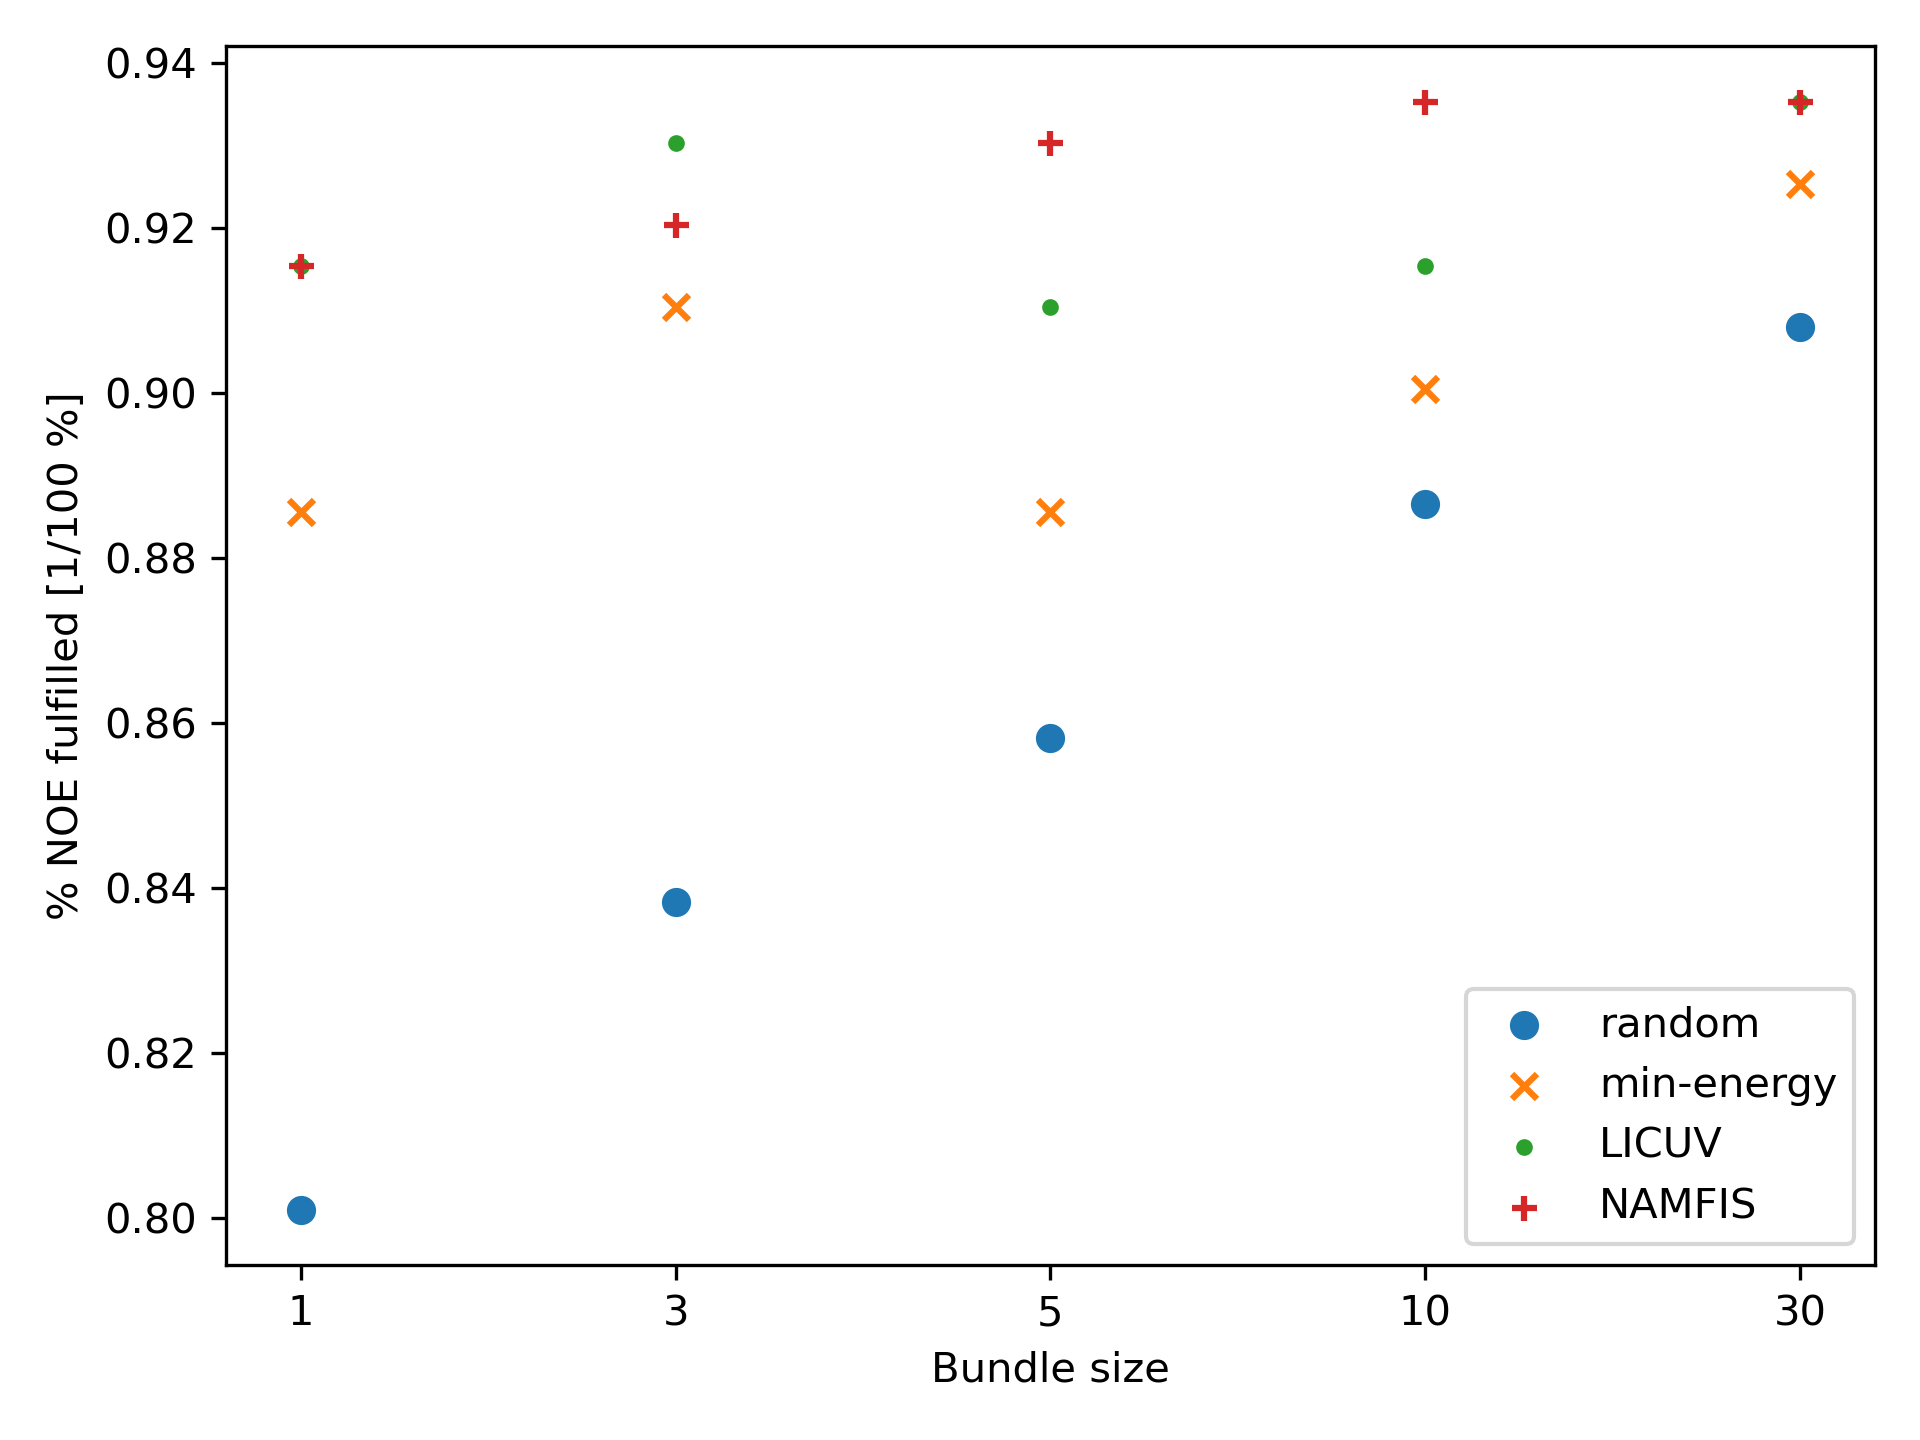 0.94
0.92
0.90
0.88
0.86
0.84
0.82
0.80
% NOE fulfilled [1/100 %]
1 3 5 10 30
Bundle size
random
min-energy
LICUV
NAMFIS